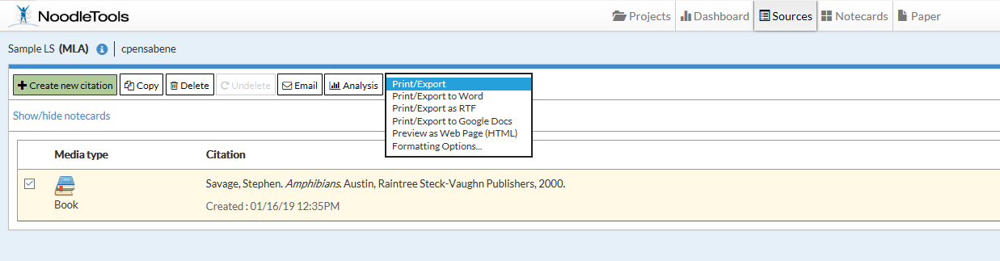 NoodleTools
Projects Dashboard Sources Notecards Paper
Sample LS (MLA) i cpensabene
Create new citation Copy Delete Undelete Email Analysis
Print/Export
Print/Export to Word
Print/Export as RTF
Print/Export to Google Docs
Preview as Web Page (HTML)
Formatting Options...
Show/hide notecards
Media type Citation
Savage, Stephen. Amphibians. Austin, Raintree Steck-Vaughn Publishers, 2000.
Book
Created : 01/16/19 12:35PM